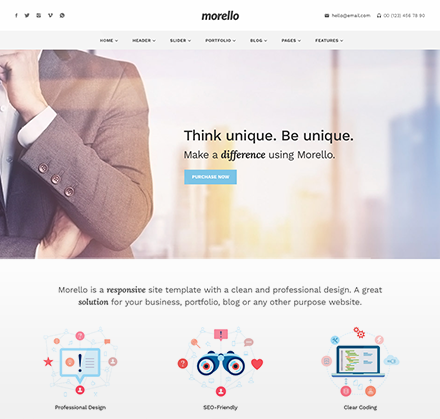 morello
hello@email.com 00 (123) 456 78 90
HOME HEADER SLIDER PORTFOLIO BLOG PAGES FEATURES
Think unique. Be unique.
Make a difference using Morello.
PURCHASE NOW
Morello is a responsive site template with a clean and professional design. A great
solution for your business, portfolio, blog or any other purpose website.
Professional Design SEO-Friendly Clear Coding